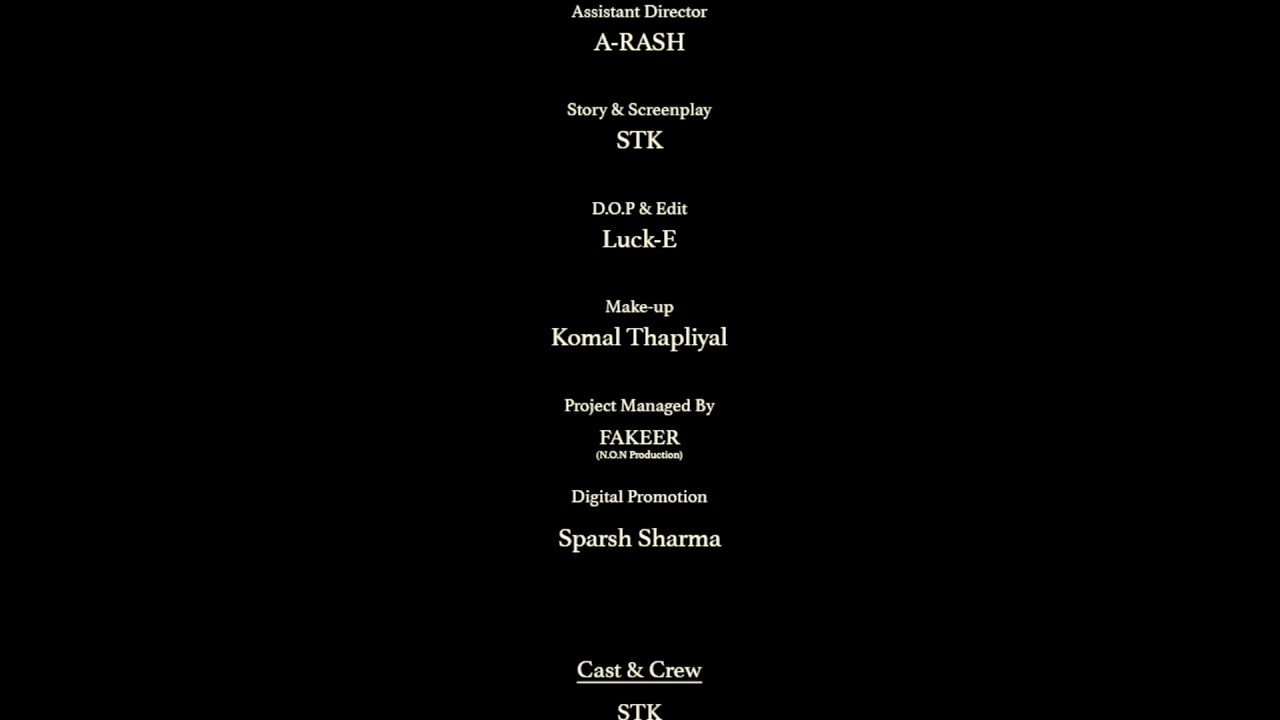 Assistant Director
A-RASH
Story & Screenplay
STK
D.O.P & Edit
Luck-E
Make-up
Komal Thapliyal
Project Managed By
FAKEER
(N.O.N Production)
Digital Promotion
Sparsh Sharma
Cast & Crew
STK